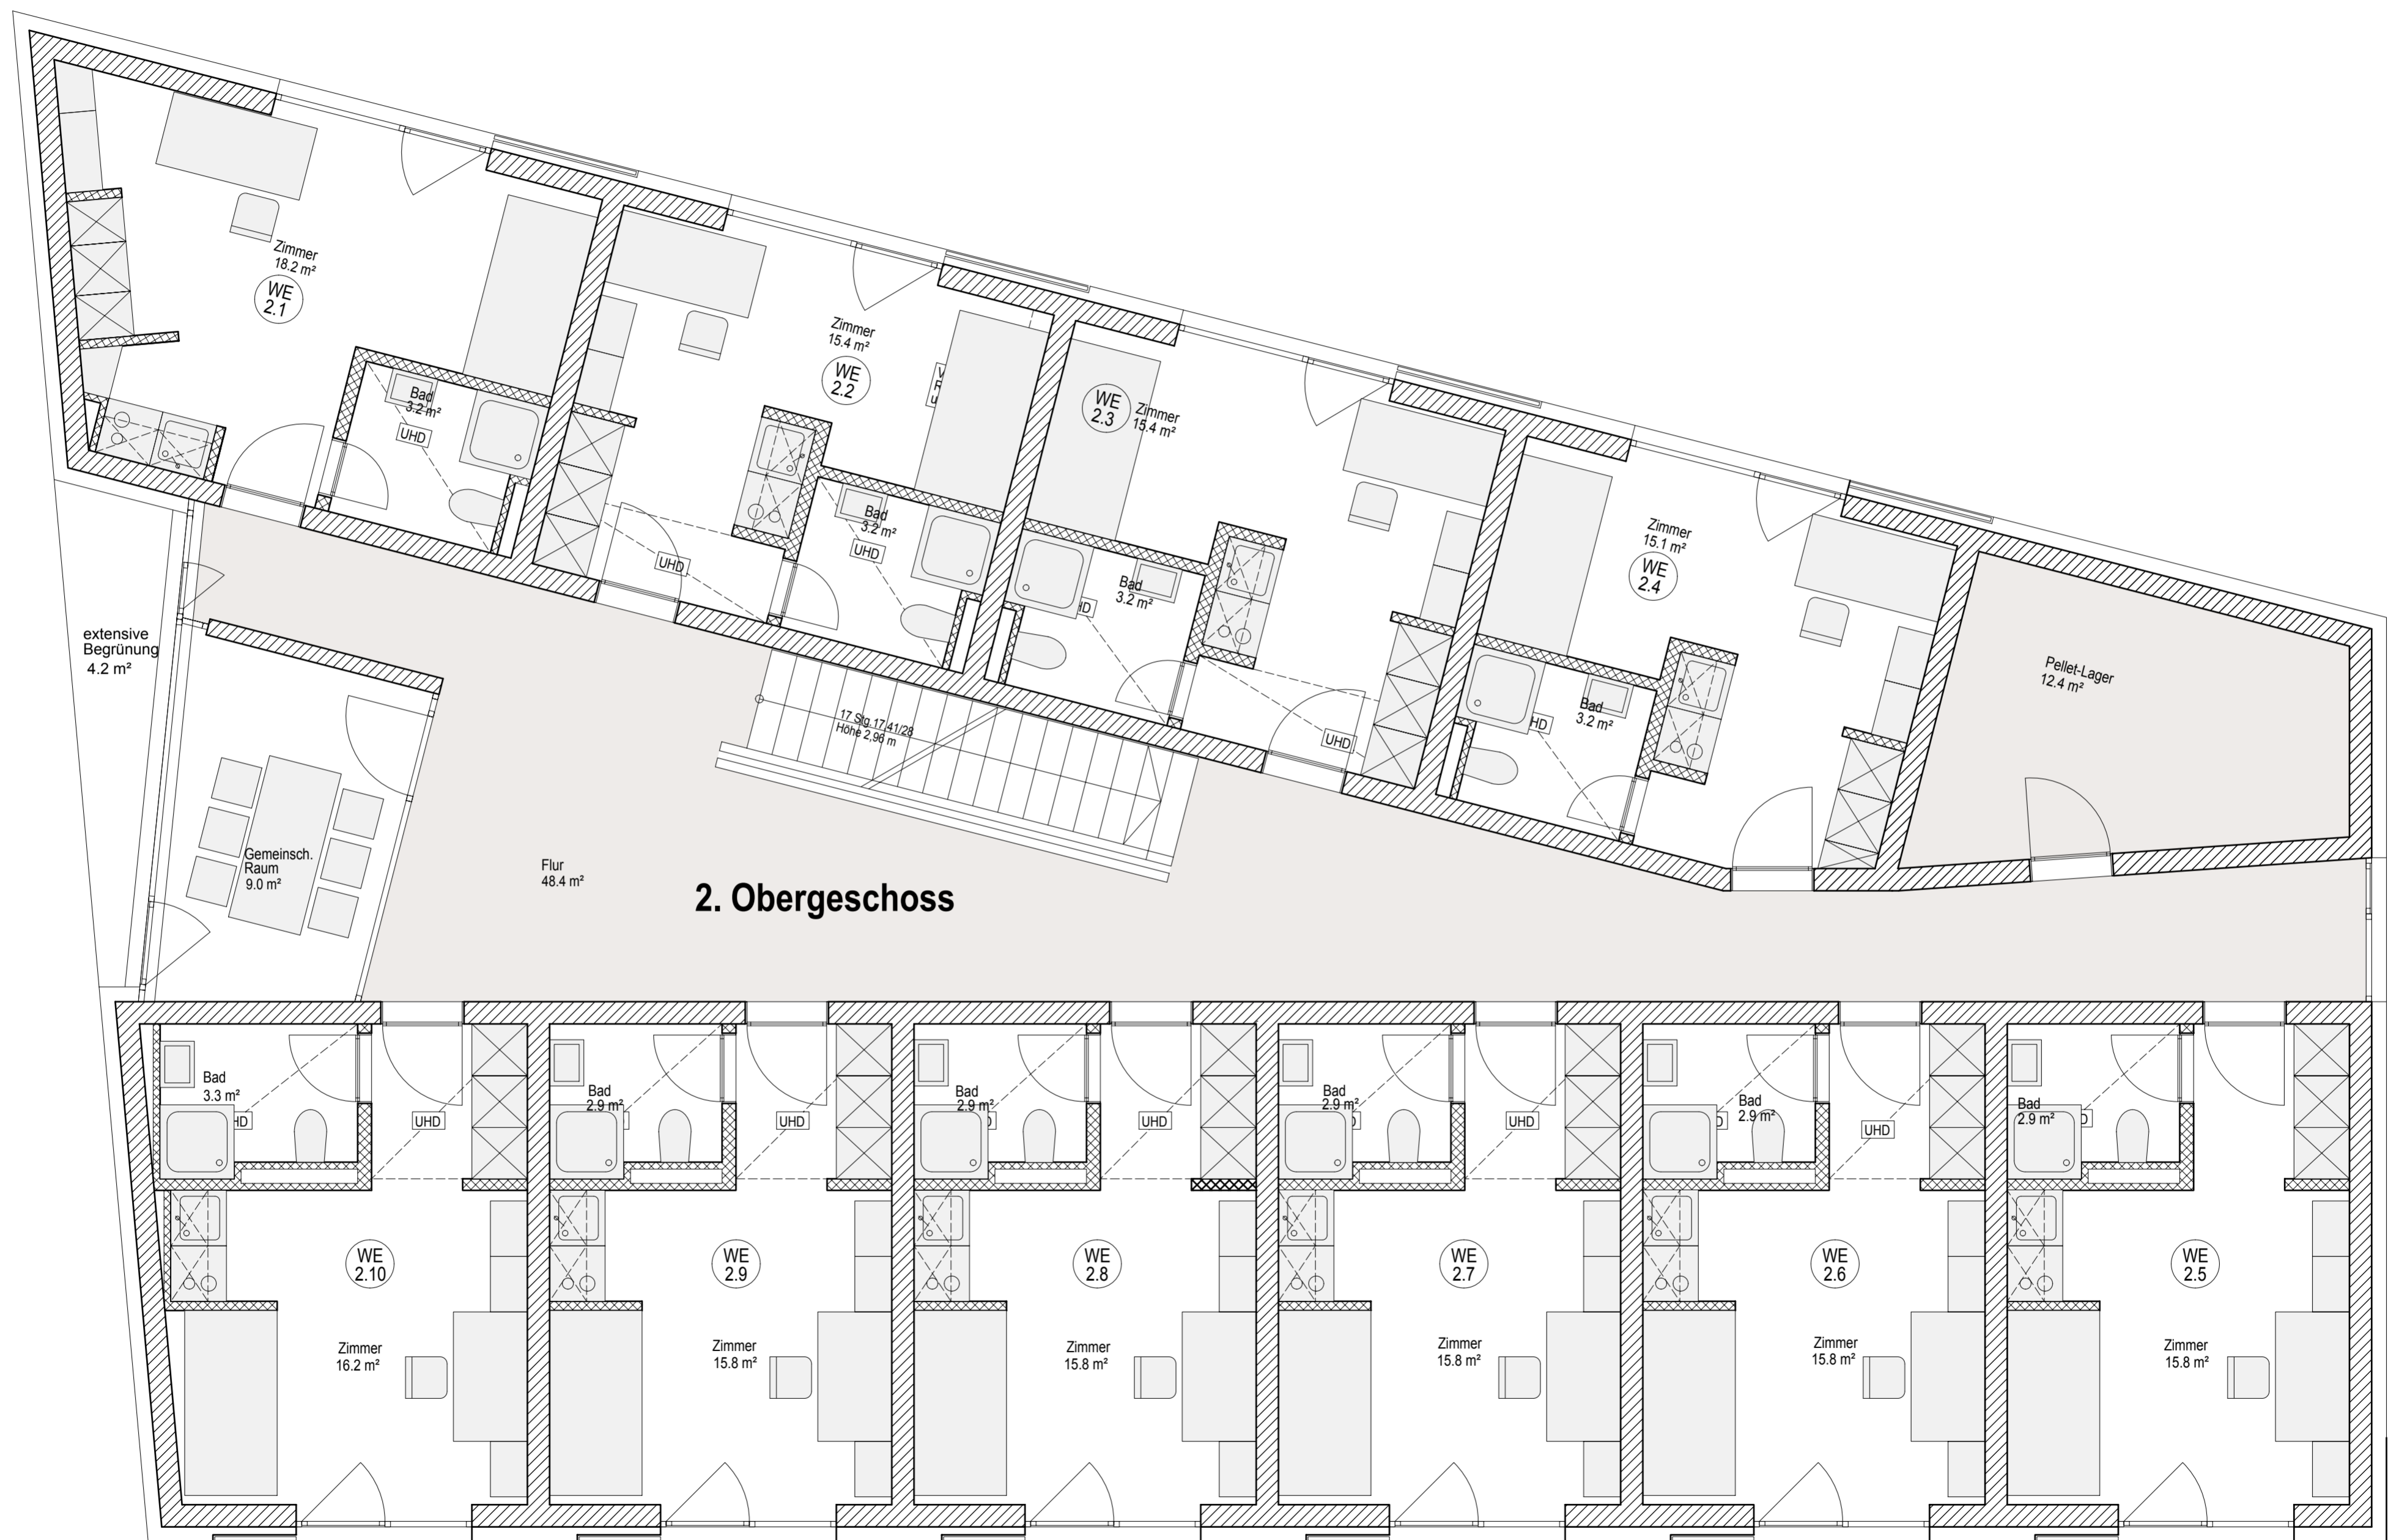 Zimmer
18.2 m²
WE
2.1
Bad
3.2 m²
UHD
Zimmer
15.4 m²
WE
2.2
UHD
Bad
3.2 m²
UHD
WE
2.3
Zimmer
15.4 m²
Bad
3.2 m²
HD
UHD
Zimmer
15.1 m²
WE
2.4
Bad
3.2 m²
HD
Pellet-Lager
12.4 m²
extensive
Begrünung
4.2 m²
17 Stg.17,41/28
Höhe 2,96 m
Gemeinsch.
Raum
9.0 m²
Flur
48.4 m²
2. Obergeschoss
Bad
3.3 m²
HD
UHD
Bad
2.9 m²
UHD
Bad
2.9 m²
UHD
Bad
2.9 m²
UHD
Bad
2.9 m²
UHD
Bad
2.9 m²
WE
2.10
WE
2.9
WE
2.8
WE
2.7
WE
2.6
WE
2.5
Zimmer
16.2 m²
Zimmer
15.8 m²
Zimmer
15.8 m²
Zimmer
15.8 m²
Zimmer
15.8 m²
Zimmer
15.8 m²